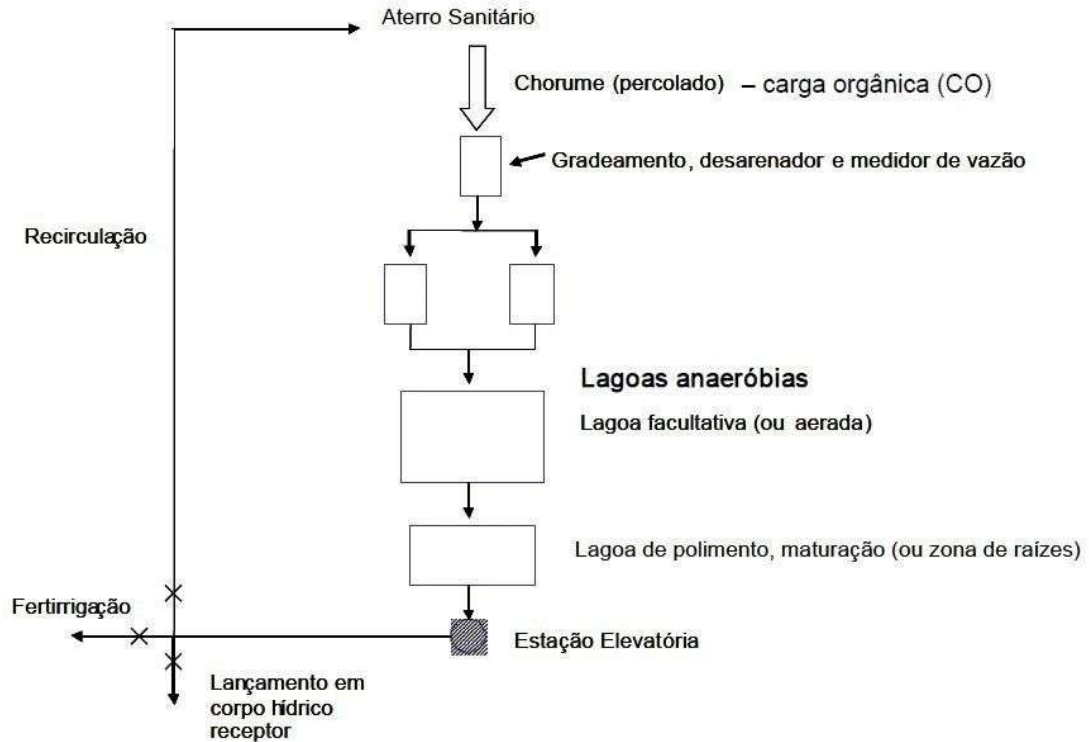 Aterro Sanitário
Chorume (percolado) – carga orgânica (CO)
Gradeamento, desarenador e medidor de vazão
Recirculação
Lagoas anaeróbias
Lagoa facultativa (ou aerada)
Lagoa de polimento, maturação (ou zona de raízes)
Fertirrigação
Estação Elevatória
Lançamento em
corpo hídrico
receptor